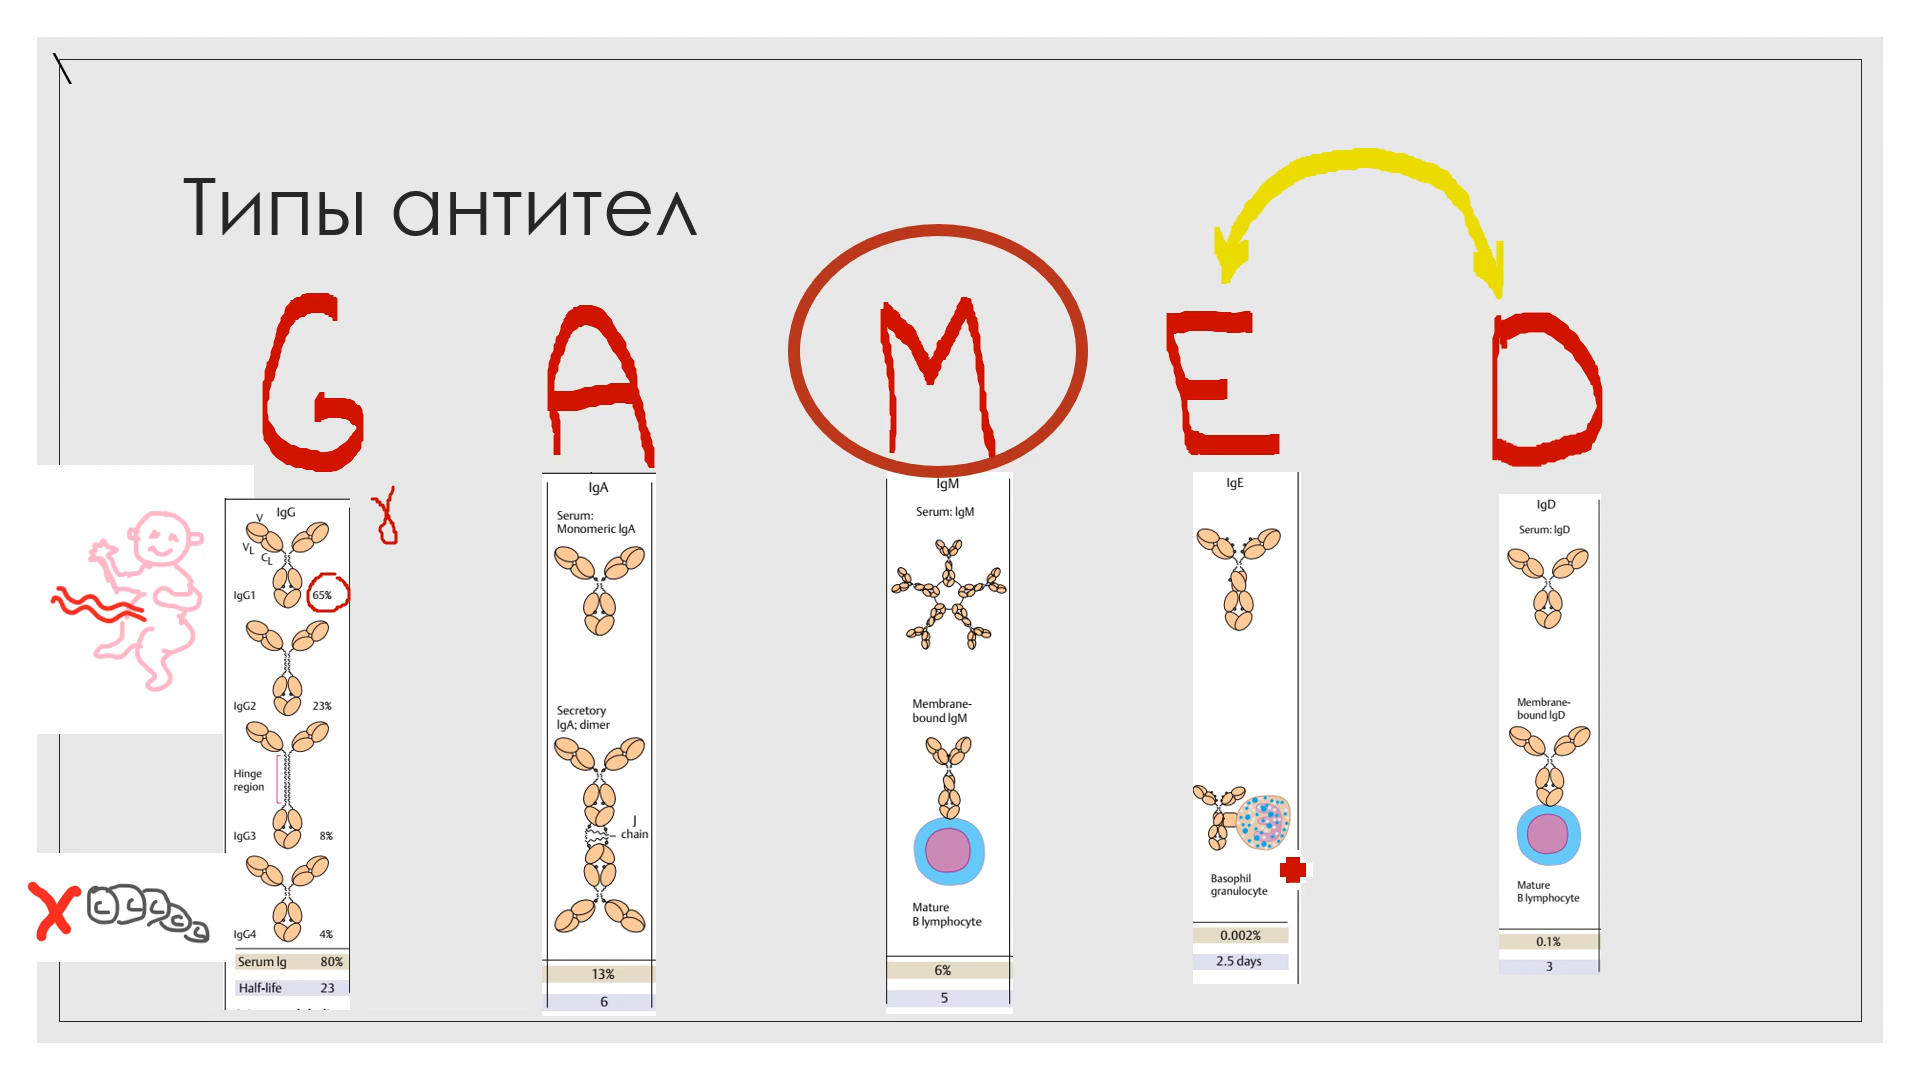 Типы антител
G A M E D
γ
IgG
V
VL
CL
IgG1 65%
IgG2 23%
Hinge
region
IgG3 8%
IgG4 4%
Serum lg 80%
Half-life 23
IgA
Serum:
Monomeric IgA
Secretory
IgA; dimer
J
chain
13%
6
IgM
Serum: IgM
Membrane-
bound IgM
Mature
B lymphocyte
6%
5
IgE
Basophil
granulocyte
0.002%
2.5 days
IgD
Serum: IgD
Membrane-
bound IgD
Mature
B lymphocyte
0.1%
3